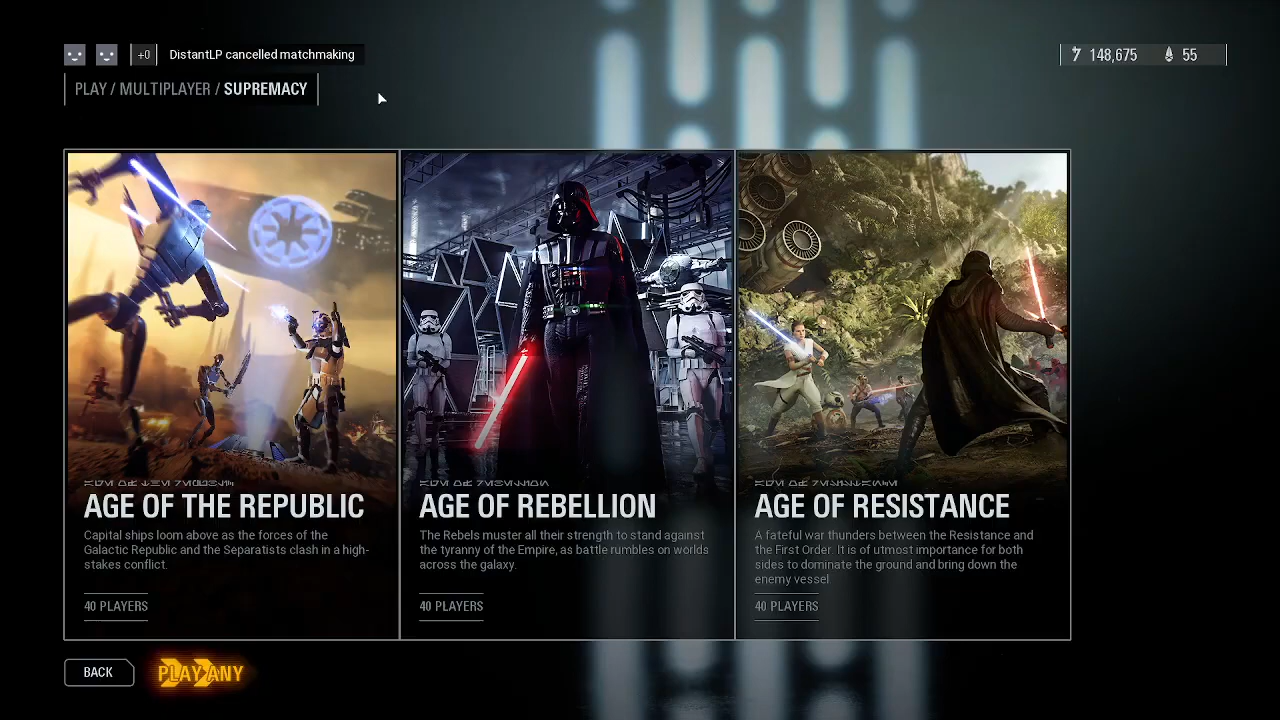 +0 DistantLP cancelled matchmaking
148,675 55
PLAY / MULTIPLAYER / SUPREMACY
AGE OF THE REPUBLIC
Capital ships loom above as the forces of the
Galactic Republic and the Separatists clash in a high-
stakes conflict.
40 PLAYERS
AGE OF REBELLION
The Rebels muster all their strength to stand against
the tyranny of the Empire, as battle rumbles on worlds
across the galaxy.
40 PLAYERS
AGE OF RESISTANCE
A fateful war thunders between the Resistance and
the First Order. It is of utmost importance for both
sides to dominate the ground and bring down the
enemy vessel.
40 PLAYERS
BACK
PLAY ANY